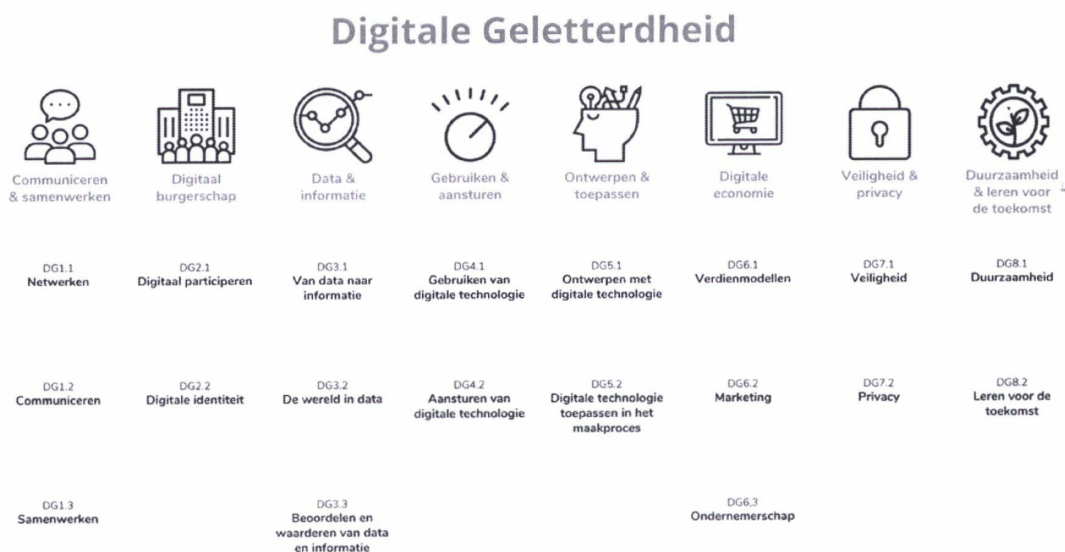 Digitale Geletterdheid
Communiceren
& samenwerken
Digitaal
burgerschap
Data &
informatie
Gebruiken &
aansturen
Ontwerpen &
toepassen
Digitale
economie
Veiligheid &
privacy
Duurzaamheid
& leren voor
de toekomst
DG1.1
Netwerken
DG2.1
Digitaal participeren
DG3.1
Van data naar
informatie
DG4.1
Gebruiken van
digitale technologie
DG5.1
Ontwerpen met
digitale technologie
DG6.1
Verdienmodellen
DG7.1
Veiligheid
DG8.1
Duurzaamheid
DG1.2
Communiceren
DG2.2
Digitale identiteit
DG3.2
De wereld in data
DG4.2
Aansturen van
digitale technologie
DG5.2
Digitale technologie
toepassen in het
maakproces
DG6.2
Marketing
DG7.2
Privacy
DG8.2
Leren voor de
toekomst
DG1.3
Samenwerken
DG3.3
Beoordelen en
waarderen van data
en informatie
DG6.3
Ondernemerschap